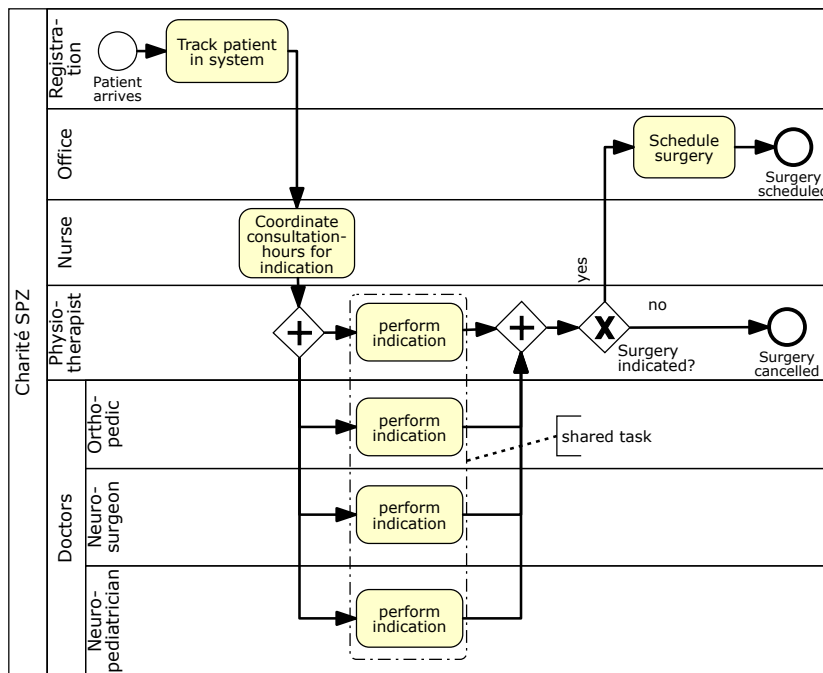 Charité SPZ
Registra-
tion
Patient
arrives
Track patient
in system
Office
Schedule
surgery
Surgery
scheduled
Nurse
Coordinate
consultation-
hours for
indication
yes
Physio-
therapist
perform
indication
Surgery
indicated?
no
Surgery
cancelled
Doctors
Ortho-
pedic
perform
indication
shared task
Neuro-
surgeon
perform
indication
Neuro-
pediatrician
perform
indication